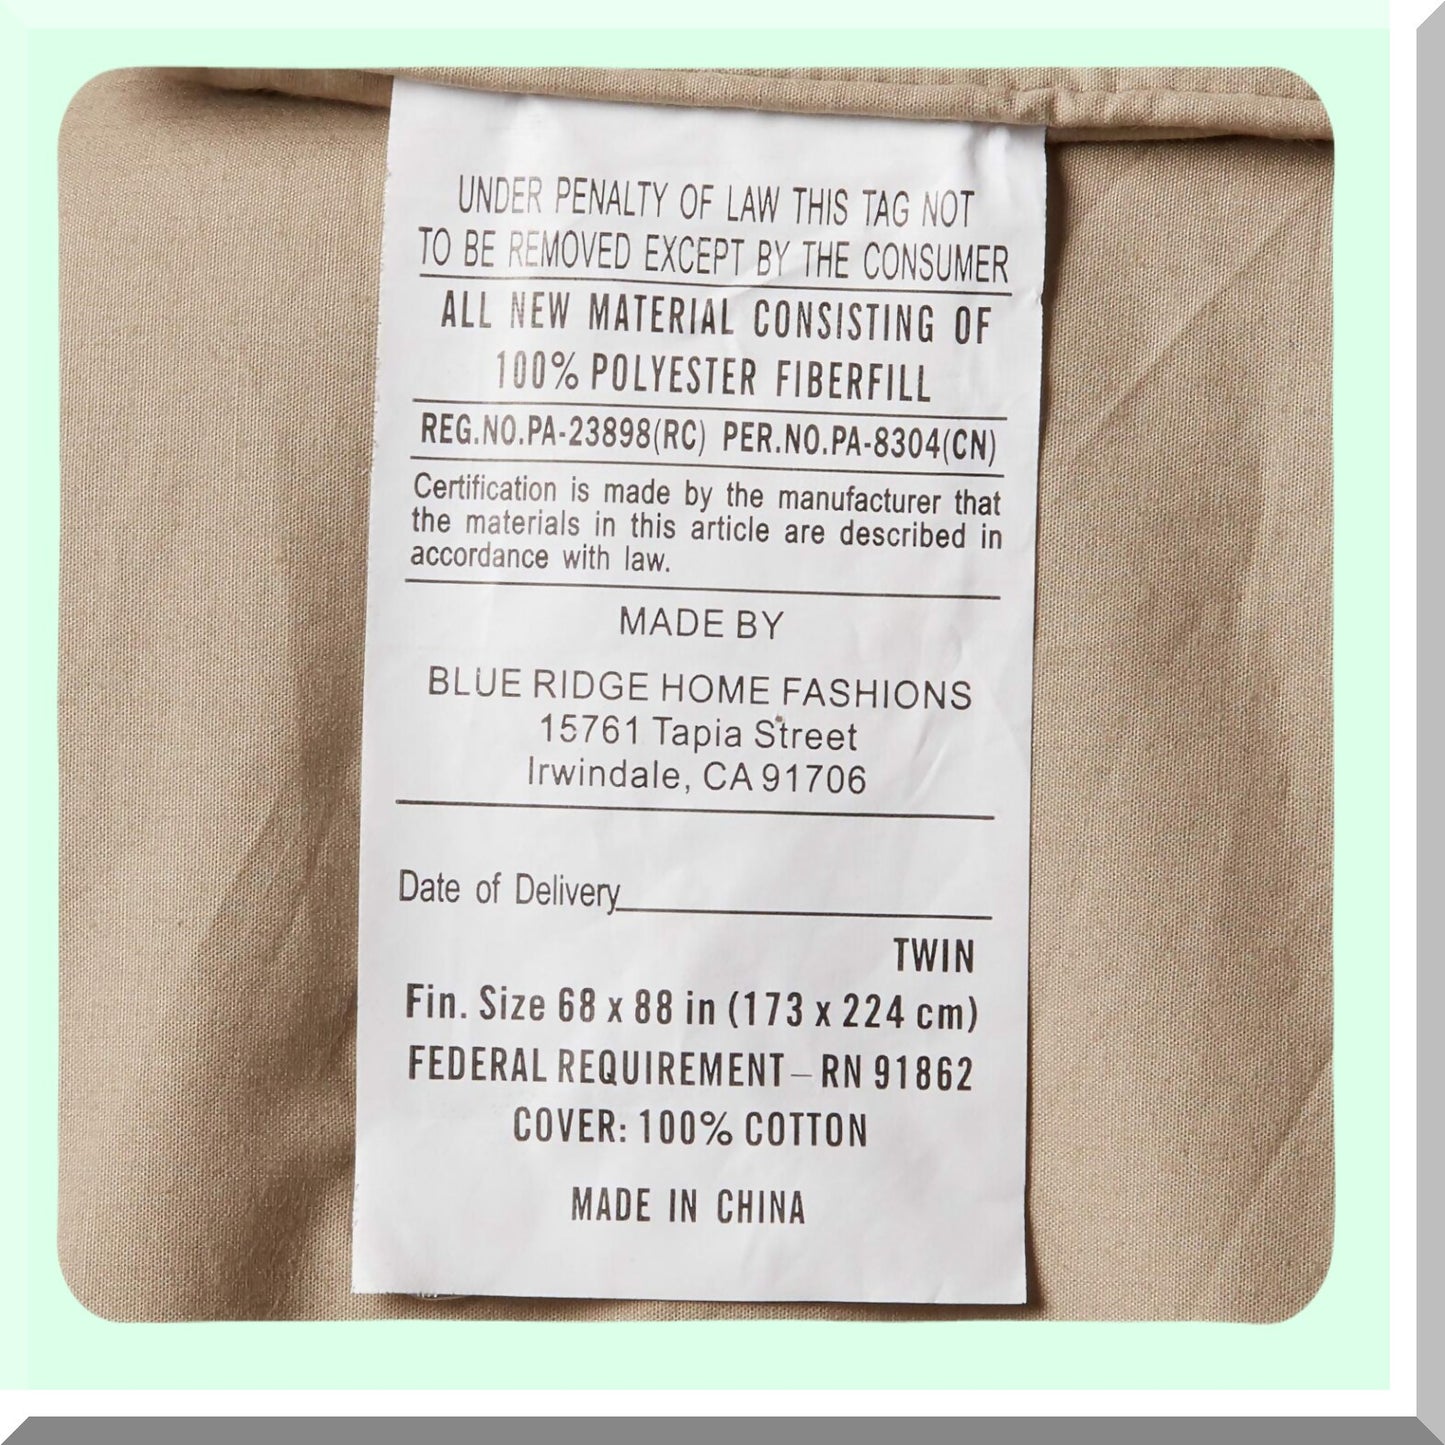 UNDER PENALTY OF LAW THIS TAG NOT
TO BE REMOVED EXCEPT BY THE CONSUMER
ALL NEW MATERIAL CONSISTING OF
100% POLYESTER FIBERFILL
REG.NO.PA-23898(RC) PER.NO.PA-8304(CN)
Certification is made by the manufacturer that
the materials in this article are described in
accordance with law.
MADE BY
BLUE RIDGE HOME FASHIONS
15761 Tapia Street
Irwindale, CA 91706
Date of Delivery
TWIN
Fin. Size 68 x 88 in (173 x 224 cm)
FEDERAL REQUIREMENT – RN 91862
COVER: 100% COTTON
MADE IN CHINA